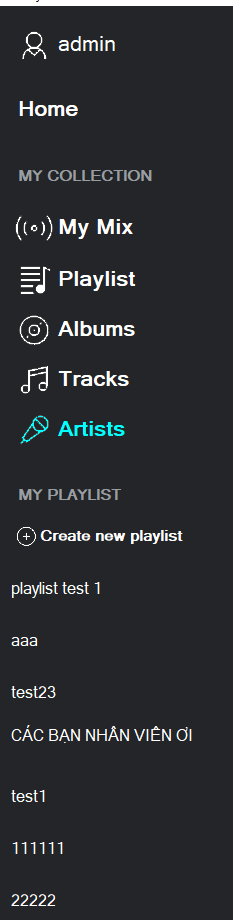 admin
Home
MY COLLECTION
My Mix
Playlist
Albums
Tracks
Artists
MY PLAYLIST
Create new playlist
playlist test 1
aaa
test23
CÁC BẠN NHÂN VIÊN ƠI
test1
111111
22222